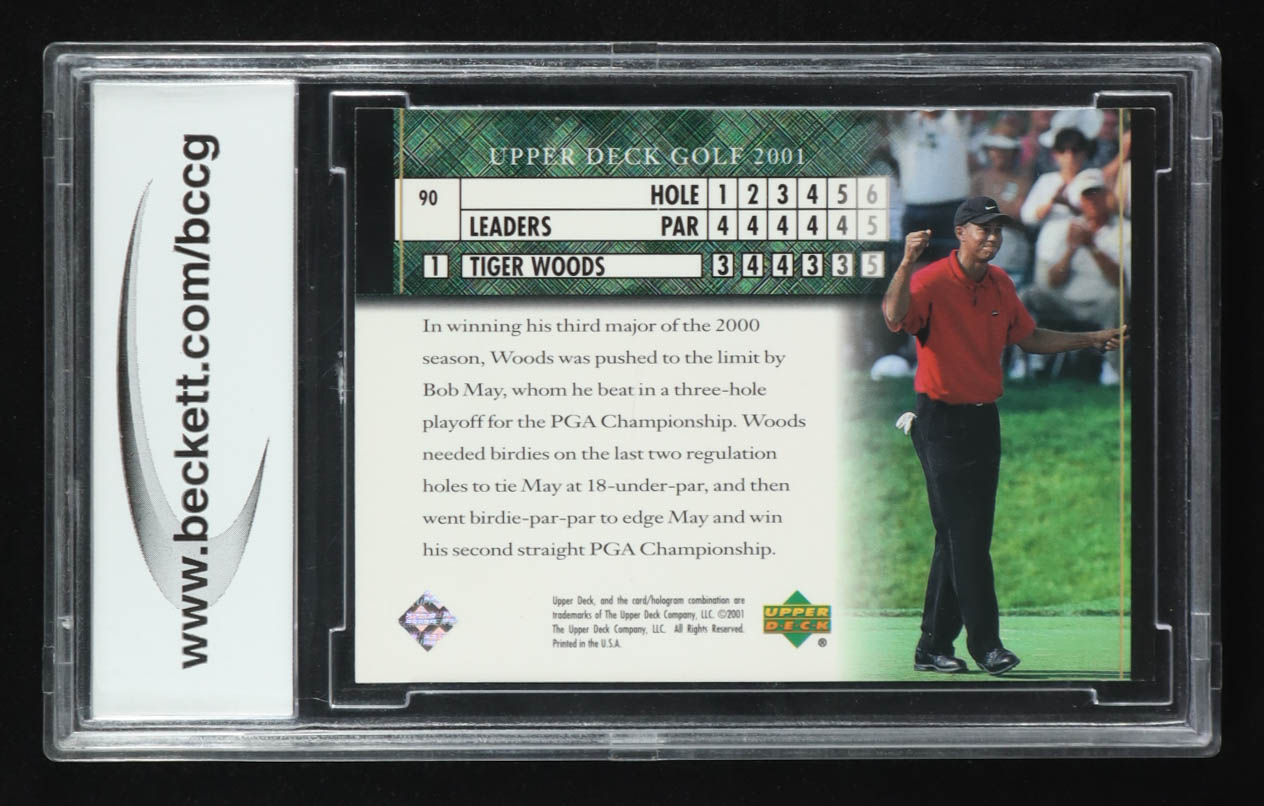 www.beckett.com/bccg
UPPER DECK GOLF 2001
90 HOLE 1 2 3 4 5 6
LEADERS PAR 4 4 4 4 4 5
1 TIGER WOODS 3 4 4 3 3 5
In winning his third major of the 2000
season, Woods was pushed to the limit by
Bob May, whom he beat in a three-hole
playoff for the PGA Championship. Woods
needed birdies on the last two regulation
holes to tie May at 18-under-par, and then
went birdie-par-par to edge May and win
his second straight PGA Championship.
Upper Deck, and the card/hologram combination are
trademarks of The Upper Deck Company, LLC. ©2001
The Upper Deck Company, LLC. All Rights Reserved.
Printed in the U.S.A.
UPPER
DECK
®